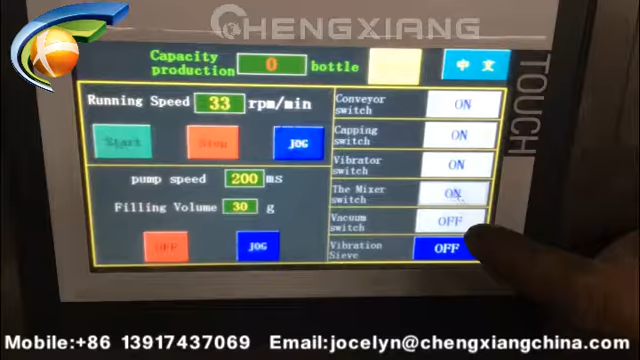 CHENGXIANG
TOUCH
Capacity production 0 bottle
中 文
Running Speed 33 rpm/min
Start Stop JOG
pump speed 200 ms
Filling Volume 30 g
OFF JOG
Conveyor switch ON
Capping switch ON
Vibrator switch ON
The Mixer switch ON
Vacuum switch OFF
Vibration Sieve OFF
Mobile:+86 13917437069 Email:jocelyn@chengxiangchina.com